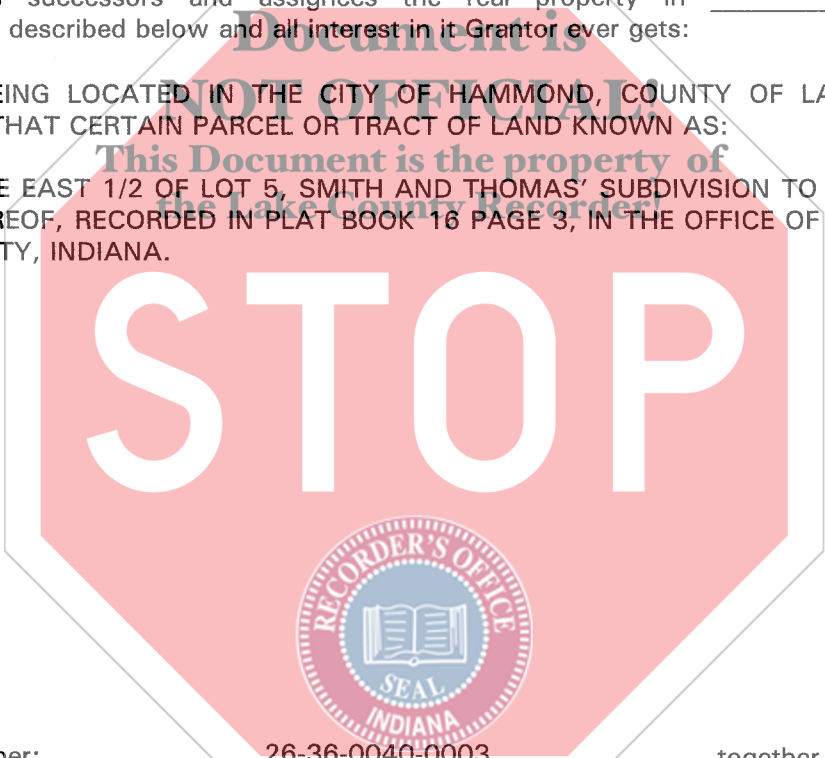 successors and assignees the real property in
described below and all interest in it Grantor ever gets:
Document is
EING LOCATED IN THE CITY OF HAMMOND, COUNTY OF LA
NOT OFFICIAL!
THAT CERTAIN PARCEL OR TRACT OF LAND KNOWN AS:
This Document is the property of
E EAST 1/2 OF LOT 5, SMITH AND THOMAS' SUBDIVISION TO
the Lake County Recorder!
REOF, RECORDED IN PLAT BOOK 16 PAGE 3, IN THE OFFICE OF
TY, INDIANA.
STOP
RECORDER'S OFFICE
SEAL
INDIANA
er: 26-36-0040-0003 together